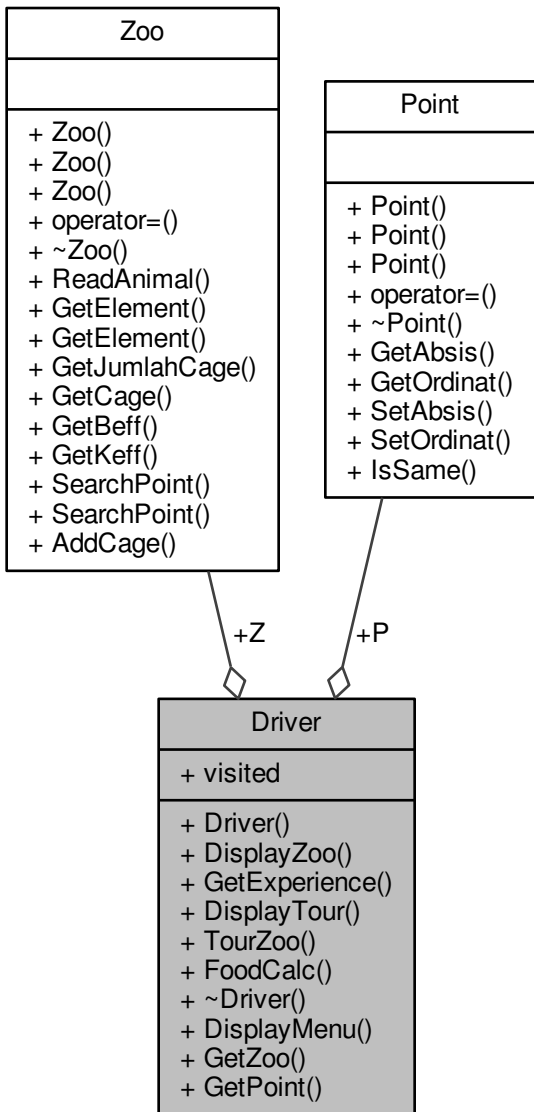 Zoo
+ Zoo()
+ Zoo()
+ Zoo()
+ operator=()
+ ~Zoo()
+ ReadAnimal()
+ GetElement()
+ GetElement()
+ GetJumlahCage()
+ GetCage()
+ GetBeff()
+ GetKeff()
+ SearchPoint()
+ SearchPoint()
+ AddCage()
Point
+ Point()
+ Point()
+ Point()
+ operator=()
+ ~Point()
+ GetAbsis()
+ GetOrdinat()
+ SetAbsis()
+ SetOrdinat()
+ IsSame()
+Z
+P
Driver
+ visited
+ Driver()
+ DisplayZoo()
+ GetExperience()
+ DisplayTour()
+ TourZoo()
+ FoodCalc()
+ ~Driver()
+ DisplayMenu()
+ GetZoo()
+ GetPoint()